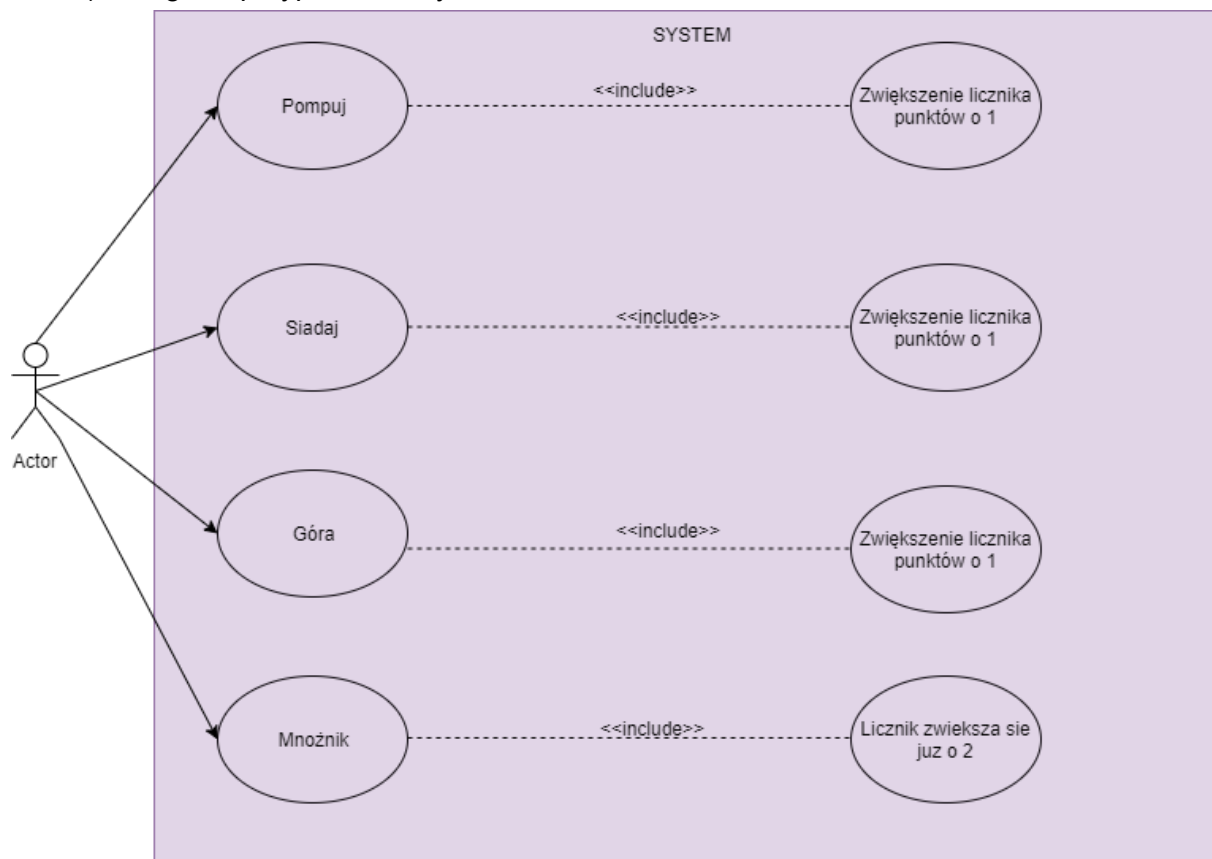 SYSTEM
Pompuj
<<include>>
Zwiększenie licznika
punktów o 1
Siadaj
<<include>>
Zwiększenie licznika
punktów o 1
Actor
Góra
<<include>>
Zwiększenie licznika
punktów o 1
Mnożnik
<<include>>
Licznik zwieksza sie
juz o 2